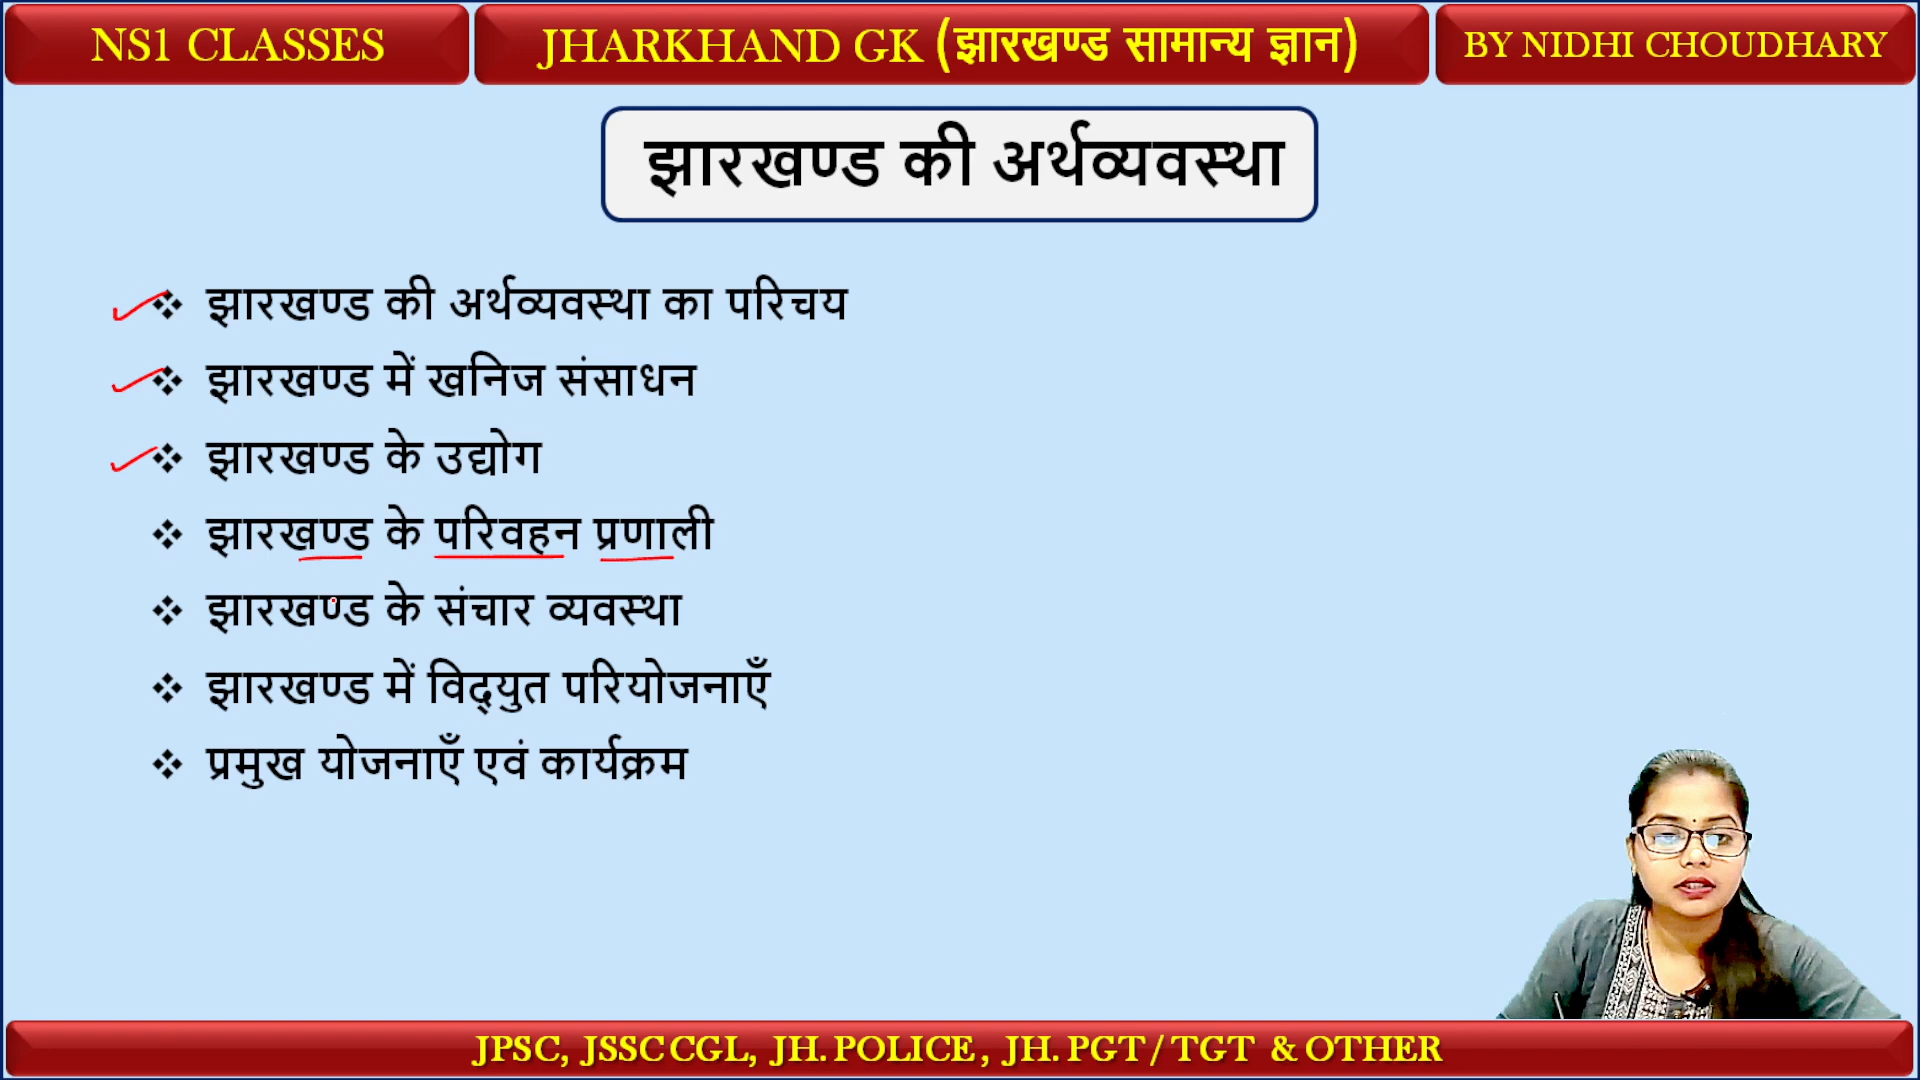 NS1 CLASSES
JHARKHAND GK (झारखण्ड सामान्य ज्ञान)
BY NIDHI CHOUDHARY
झारखण्ड की अर्थव्यवस्था
❖ झारखण्ड की अर्थव्यवस्था का परिचय
❖ झारखण्ड में खनिज संसाधन
❖ झारखण्ड के उद्योग
❖ झारखण्ड के परिवहन प्रणाली
❖ झारखण्ड के संचार व्यवस्था
❖ झारखण्ड में विद्युत परियोजनाएँ
❖ प्रमुख योजनाएँ एवं कार्यक्रम
JPSC, JSSC CGL, JH. POLICE, JH. PGT / TGT & OTHER